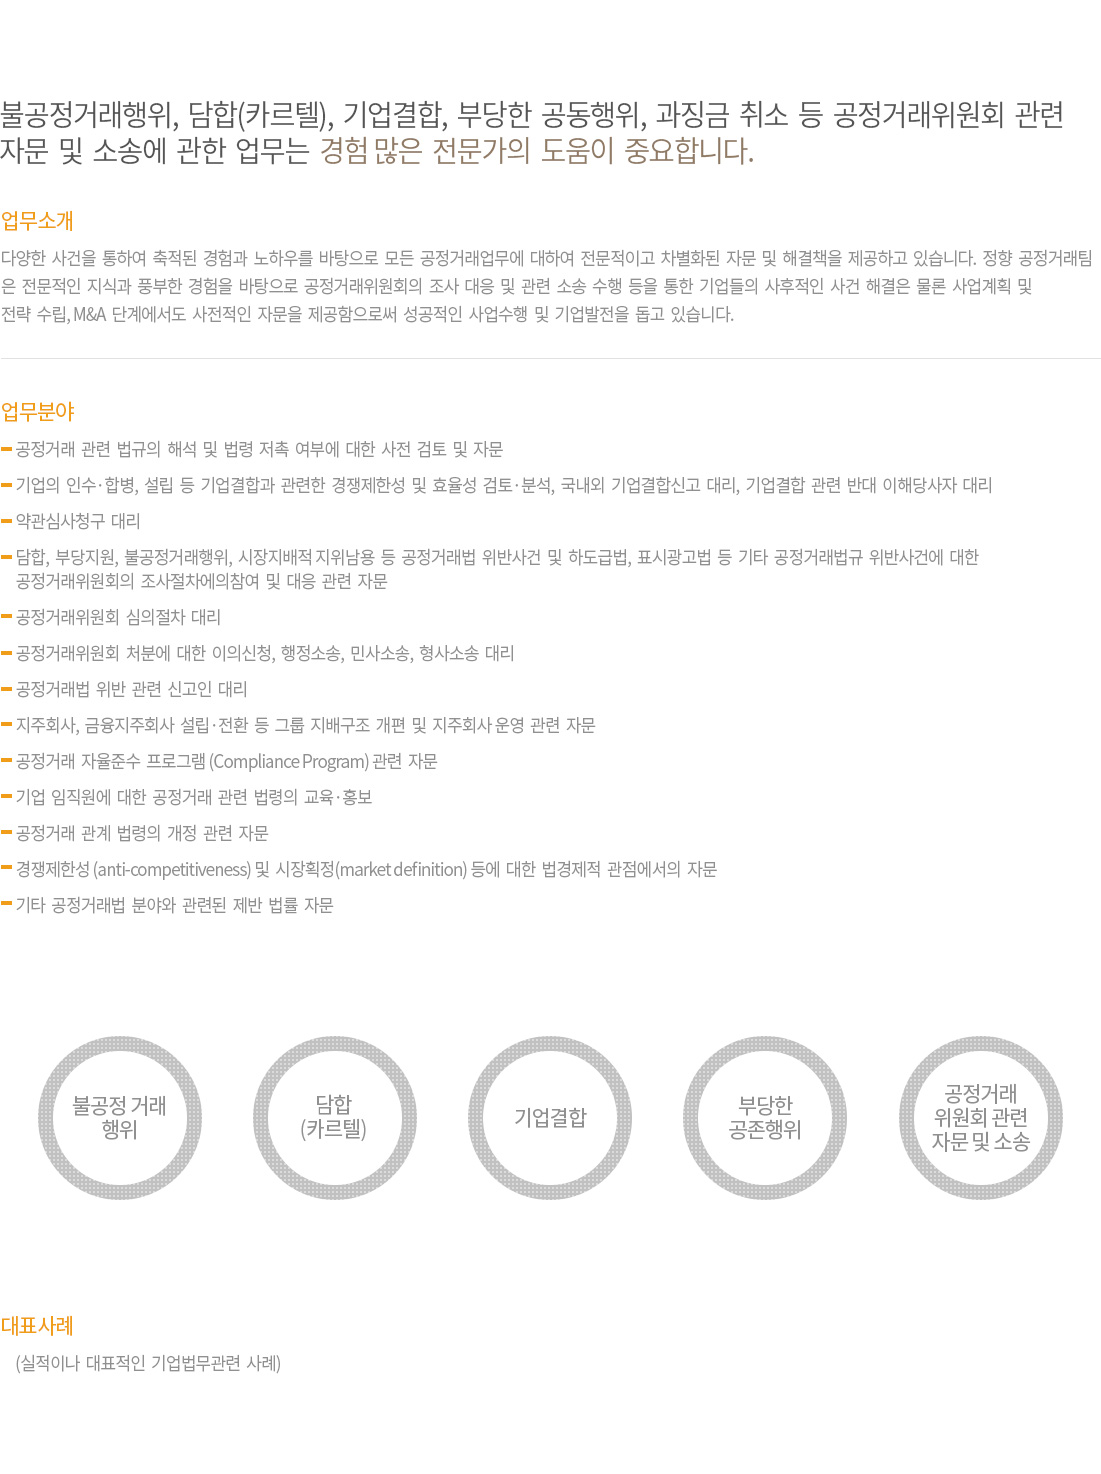 불공정거래행위, 담합(카르텔), 기업결합, 부당한 공동행위, 과징금 취소 등 공정거래위원회 관련
자문 및 소송에 관한 업무는 경험 많은 전문가의 도움이 중요합니다.
업무소개
다양한 사건을 통하여 축적된 경험과 노하우를 바탕으로 모든 공정거래업무에 대하여 전문적이고 차별화된 자문 및 해결책을 제공하고 있습니다. 정향 공정거래팀
은 전문적인 지식과 풍부한 경험을 바탕으로 공정거래위원회의 조사 대응 및 관련 소송 수행 등을 통한 기업들의 사후적인 사건 해결은 물론 사업계획 및
전략 수립, M&A 단계에서도 사전적인 자문을 제공함으로써 성공적인 사업수행 및 기업발전을 돕고 있습니다.
업무분야
공정거래 관련 법규의 해석 및 법령 저촉 여부에 대한 사전 검토 및 자문
기업의 인수·합병, 설립 등 기업결합과 관련한 경쟁제한성 및 효율성 검토·분석, 국내외 기업결합신고 대리, 기업결합 관련 반대 이해당사자 대리
약관심사청구 대리
담합, 부당지원, 불공정거래행위, 시장지배적 지위남용 등 공정거래법 위반사건 및 하도급법, 표시광고법 등 기타 공정거래법규 위반사건에 대한
공정거래위원회의 조사절차에의참여 및 대응 관련 자문
공정거래위원회 심의절차 대리
공정거래위원회 처분에 대한 이의신청, 행정소송, 민사소송, 형사소송 대리
공정거래법 위반 관련 신고인 대리
지주회사, 금융지주회사 설립·전환 등 그룹 지배구조 개편 및 지주회사 운영 관련 자문
공정거래 자율준수 프로그램 (Compliance Program) 관련 자문
기업 임직원에 대한 공정거래 관련 법령의 교육·홍보
공정거래 관계 법령의 개정 관련 자문
경쟁제한성 (anti-competitiveness) 및 시장획정(market definition) 등에 대한 법경제적 관점에서의 자문
기타 공정거래법 분야와 관련된 제반 법률 자문
불공정 거래
행위
담합
(카르텔)
기업결합
부당한
공존행위
공정거래
위원회 관련
자문 및 소송
대표사례
(실적이나 대표적인 기업법무관련 사례)